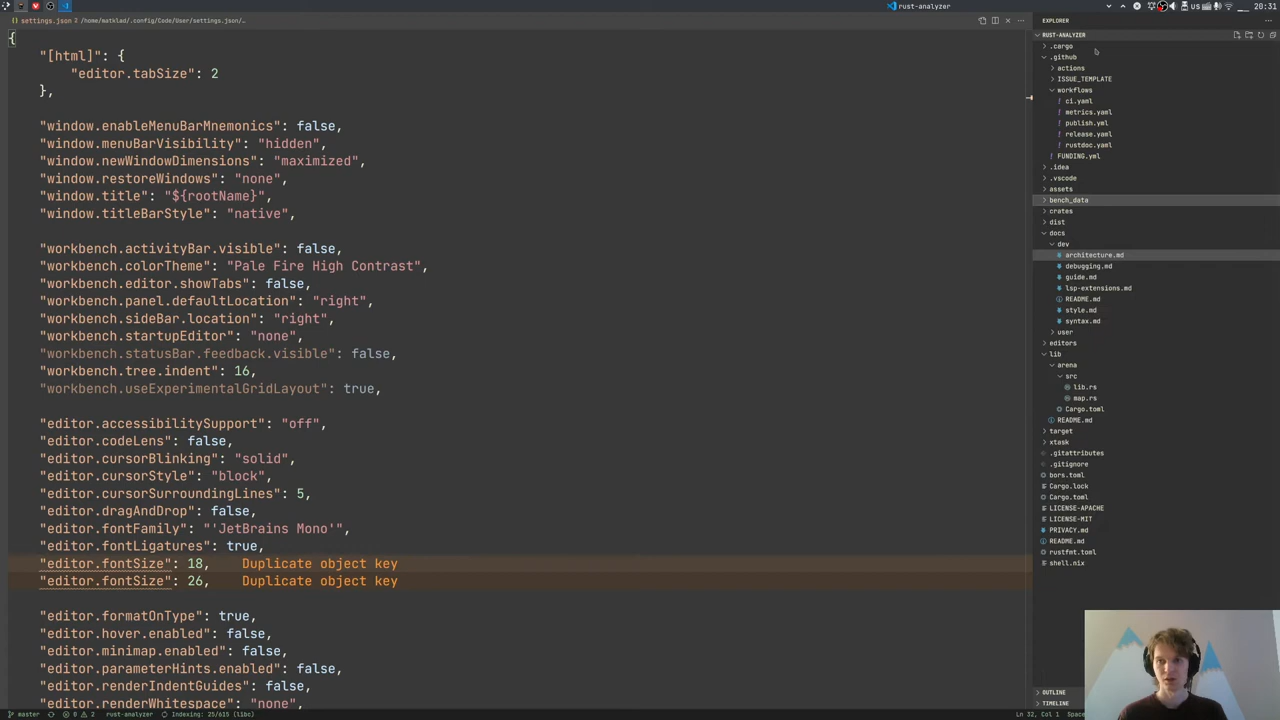 rust-analyzer
us
20:31
settings.json 2 /home/matklad/.config/Code/User/settings.json/…
EXPLORER
{
"[html]": {
"editor.tabSize": 2
},
"window.enableMenuBarMnemonics": false,
"window.menuBarVisibility": "hidden",
"window.newWindowDimensions": "maximized",
"window.restoreWindows": "none",
"window.title": "${rootName}",
"window.titleBarStyle": "native",
"workbench.activityBar.visible": false,
"workbench.colorTheme": "Pale Fire High Contrast",
"workbench.editor.showTabs": false,
"workbench.panel.defaultLocation": "right",
"workbench.sideBar.location": "right",
"workbench.startupEditor": "none",
"workbench.statusBar.feedback.visible": false,
"workbench.tree.indent": 16,
"workbench.useExperimentalGridLayout": true,
"editor.accessibilitySupport": "off",
"editor.codeLens": false,
"editor.cursorBlinking": "solid",
"editor.cursorStyle": "block",
"editor.cursorSurroundingLines": 5,
"editor.dragAndDrop": false,
"editor.fontFamily": "'JetBrains Mono'",
"editor.fontLigatures": true,
"editor.fontSize": 18, Duplicate object key
"editor.fontSize": 26, Duplicate object key
"editor.formatOnType": true,
"editor.hover.enabled": false,
"editor.minimap.enabled": false,
"editor.parameterHints.enabled": false,
"editor.renderIndentGuides": false,
"editor.renderWhitespace": "none",
RUST-ANALYZER
.cargo
.github
actions
ISSUE_TEMPLATE
workflows
! ci.yaml
! metrics.yaml
! publish.yml
! release.yaml
! rustdoc.yaml
! FUNDING.yml
.idea
.vscode
assets
bench_data
crates
dist
docs
dev
architecture.md
debugging.md
guide.md
lsp-extensions.md
README.md
style.md
syntax.md
user
editors
lib
arena
src
lib.rs
map.rs
Cargo.toml
README.md
target
xtask
.gitattributes
.gitignore
bors.toml
Cargo.lock
Cargo.toml
LICENSE-APACHE
LICENSE-MIT
PRIVACY.md
README.md
rustfmt.toml
shell.nix
OUTLINE
TIMELINE
master 0 2 rust-analyzer Indexing: 25/615 (libc)
Ln 32, Col 1